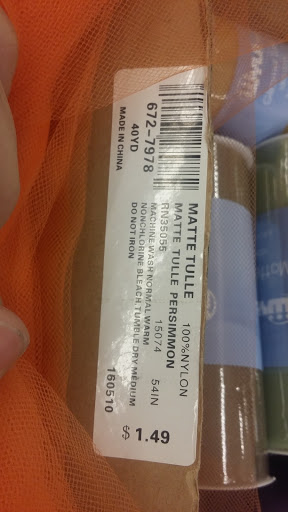 MATTE TULLE 100%NYLON
MATTE TULLE PERSIMMON
RN35055 15074 54IN
MACHINE WASH NORMAL WARM
NONCHLORINE BLEACH, TUMBLE DRY MEDIUM
DO NOT IRON
672-7978
40YD
MADE IN CHINA
160510
$ 1.49